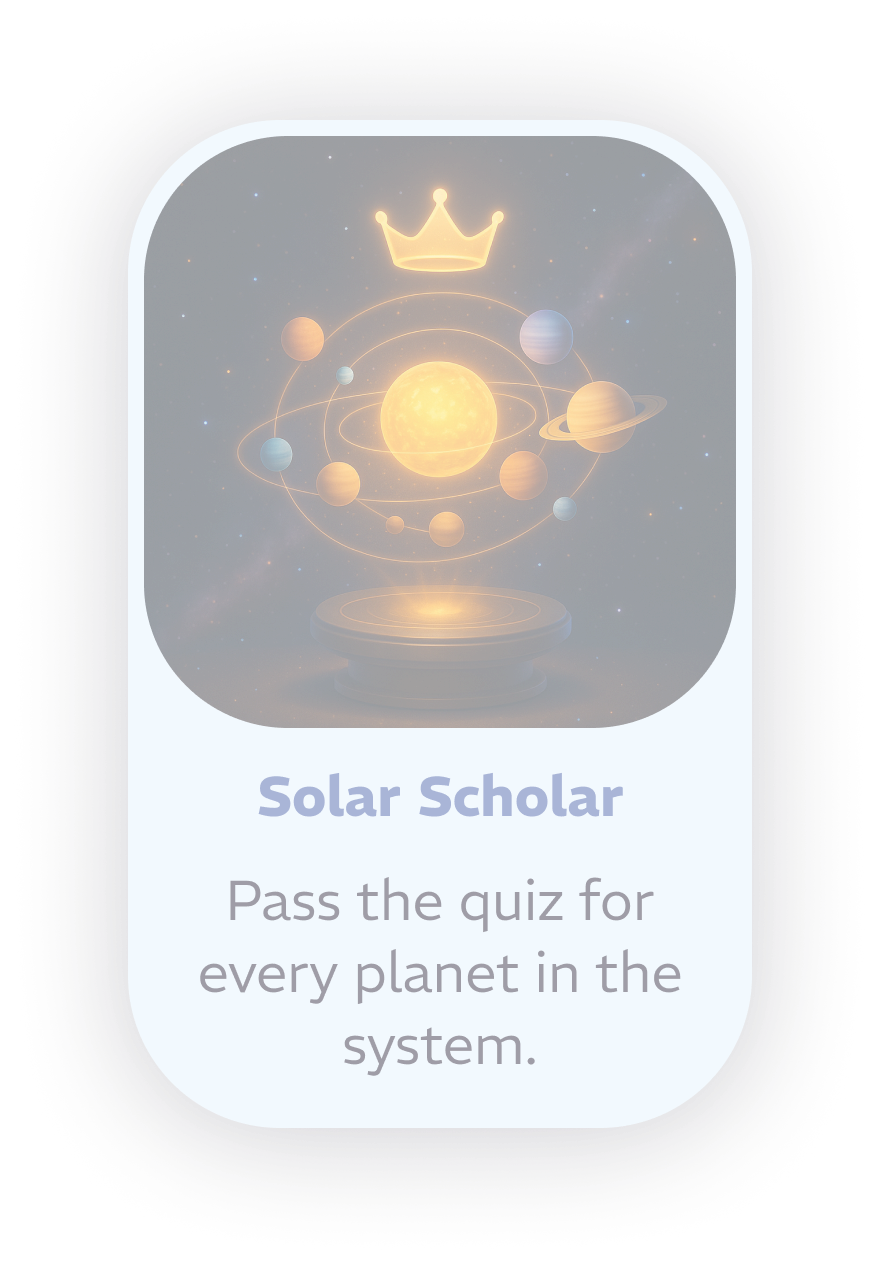 Solar Scholar
Pass the quiz for
every planet in the
system.